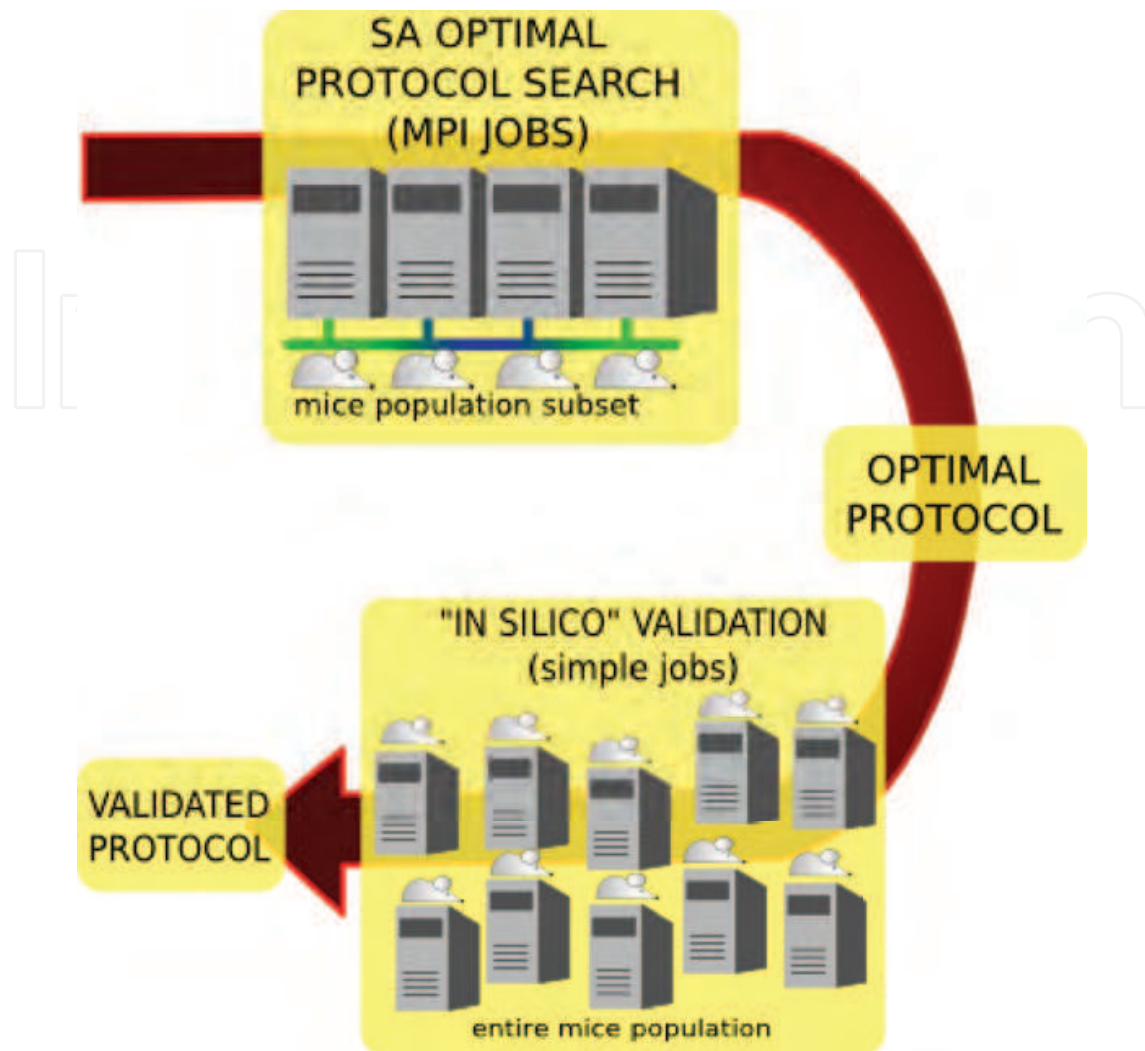 SA OPTIMAL
PROTOCOL SEARCH
(MPI JOBS)
mice population subset
OPTIMAL
PROTOCOL
"IN SILICO" VALIDATION
(simple jobs)
VALIDATED
PROTOCOL
entire mice population